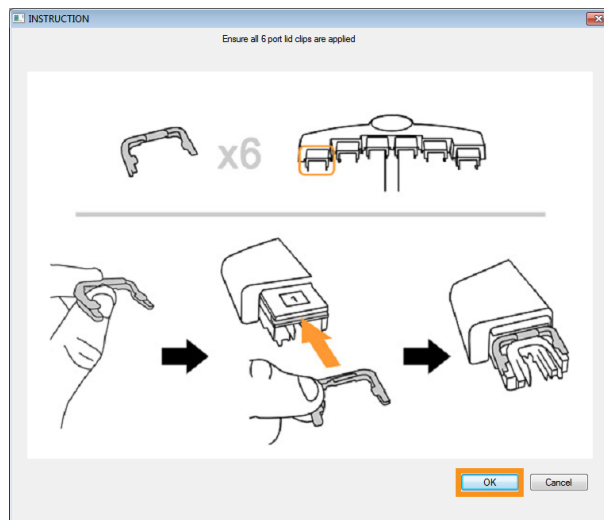 INSTRUCTION
Ensure all 6 port lid clips are applied
x6
1
OK
Cancel